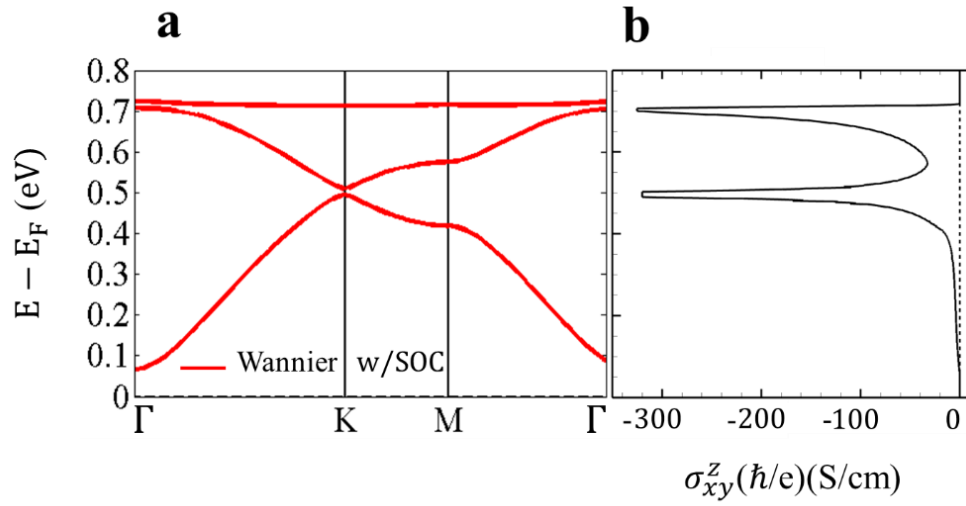 a
b
E − E_F (eV)
0.8
0.7
0.6
0.5
0.4
0.3
0.2
0.1
0
Wannier w/SOC
Γ K M Γ
-300 -200 -100 0
σ^z_xy(ℏ/e)(S/cm)